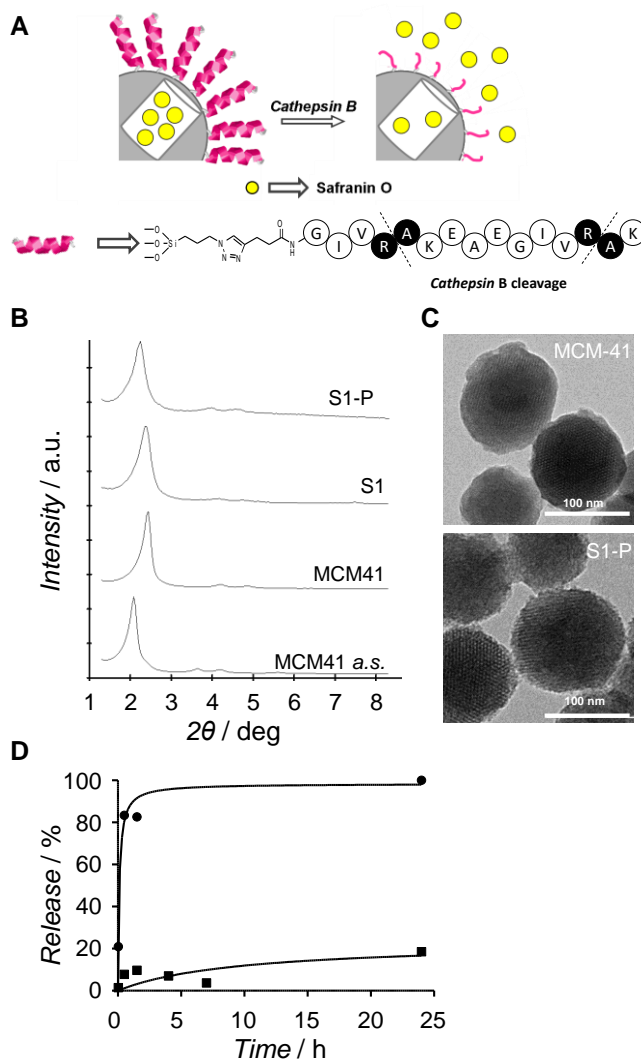 A
Cathepsin B
Safranin O
—O
—O Si
—O
N N N
O
N
H
G I V R A K E A E G I V R A K
Cathepsin B cleavage
B
Intensity / a.u.
S1-P
S1
MCM41
MCM41 a.s.
1 2 3 4 5 6 7 8
2θ / deg
C
MCM-41
100 nm
S1-P
100 nm
D
Release / %
100
80
60
40
20
0
0 5 10 15 20 25
Time / h